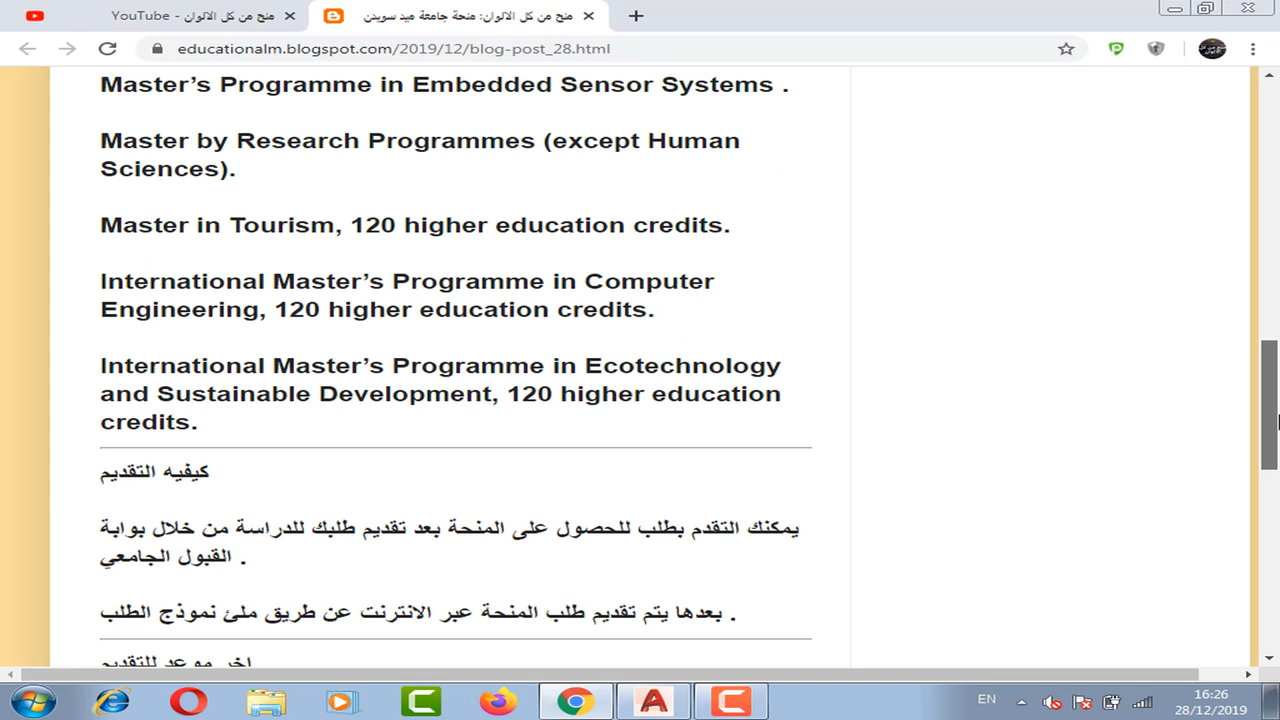 منح من كل الالوان - YouTube
منح من كل الالوان: منحة جامعة ميد سويدن
educationalm.blogspot.com/2019/12/blog-post_28.html
Master’s Programme in Embedded Sensor Systems .
Master by Research Programmes (except Human
Sciences).
Master in Tourism, 120 higher education credits.
International Master’s Programme in Computer
Engineering, 120 higher education credits.
International Master’s Programme in Ecotechnology
and Sustainable Development, 120 higher education
credits.
كيفيه التقديم
يمكنك التقدم بطلب للحصول على المنحة بعد تقديم طلبك للدراسة من خلال بوابة
القبول الجامعي .
بعدها يتم تقديم طلب المنحة عبر الانترنت عن طريق ملئ نموذج الطلب .
اخر موعد للتقديم
EN
16:26
28/12/2019